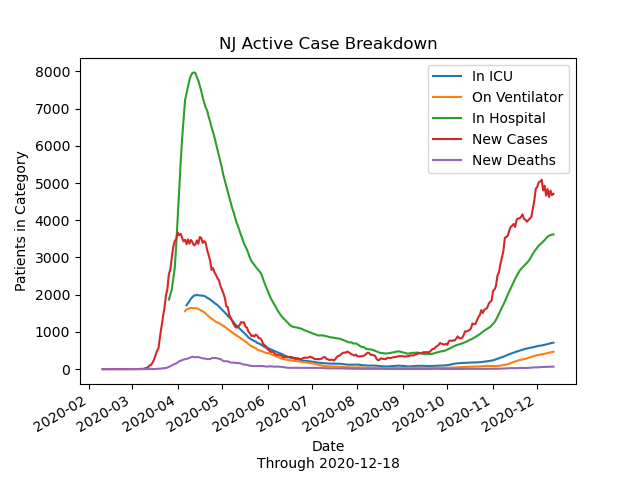 NJ Active Case Breakdown
In ICU
On Ventilator
In Hospital
New Cases
New Deaths
Patients in Category
8000
7000
6000
5000
4000
3000
2000
1000
0
2020-02
2020-03
2020-04
2020-05
2020-06
2020-07
2020-08
2020-09
2020-10
2020-11
2020-12
Date
Through 2020-12-18